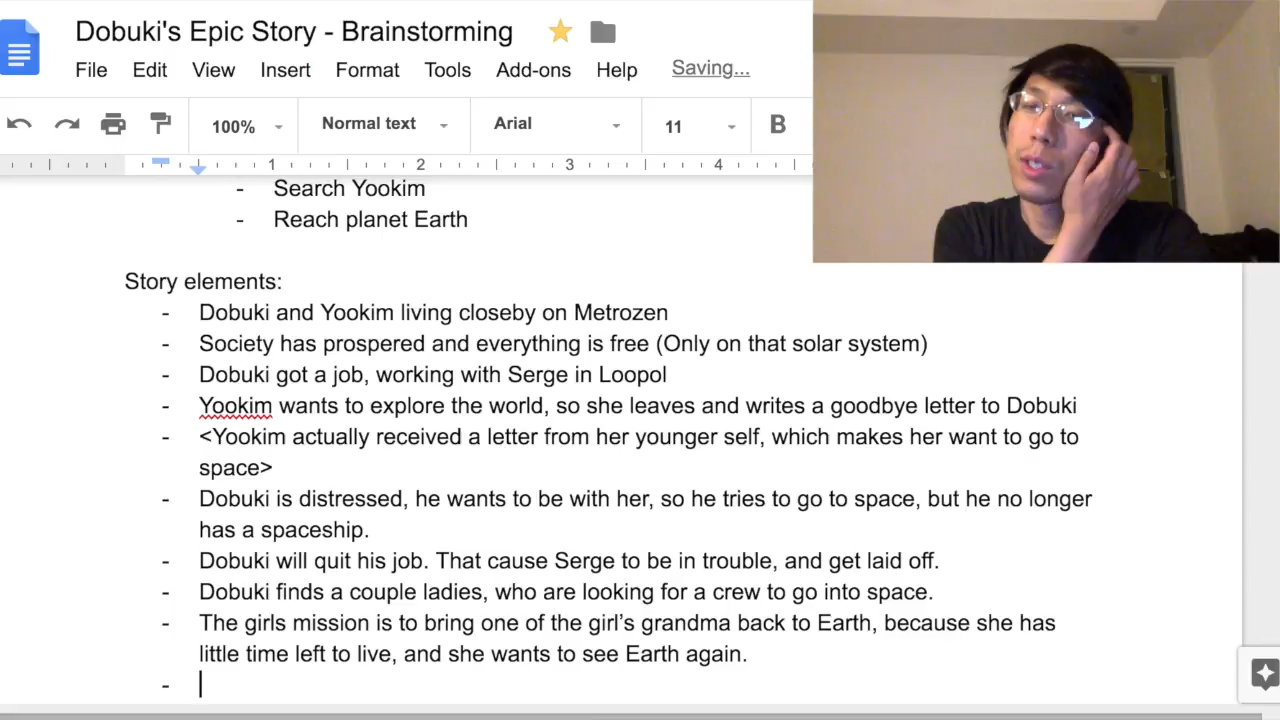 Dobuki's Epic Story - Brainstorming
File Edit View Insert Format Tools Add-ons Help Saving...
100% Normal text Arial 11 B
1 2 3 4
- Search Yookim
- Reach planet Earth
Story elements:
- Dobuki and Yookim living closeby on Metrozen
- Society has prospered and everything is free (Only on that solar system)
- Dobuki got a job, working with Serge in Loopol
- Yookim wants to explore the world, so she leaves and writes a goodbye letter to Dobuki
- <Yookim actually received a letter from her younger self, which makes her want to go to
space>
- Dobuki is distressed, he wants to be with her, so he tries to go to space, but he no longer
has a spaceship.
- Dobuki will quit his job. That cause Serge to be in trouble, and get laid off.
- Dobuki finds a couple ladies, who are looking for a crew to go into space.
- The girls mission is to bring one of the girl’s grandma back to Earth, because she has
little time left to live, and she wants to see Earth again.
-